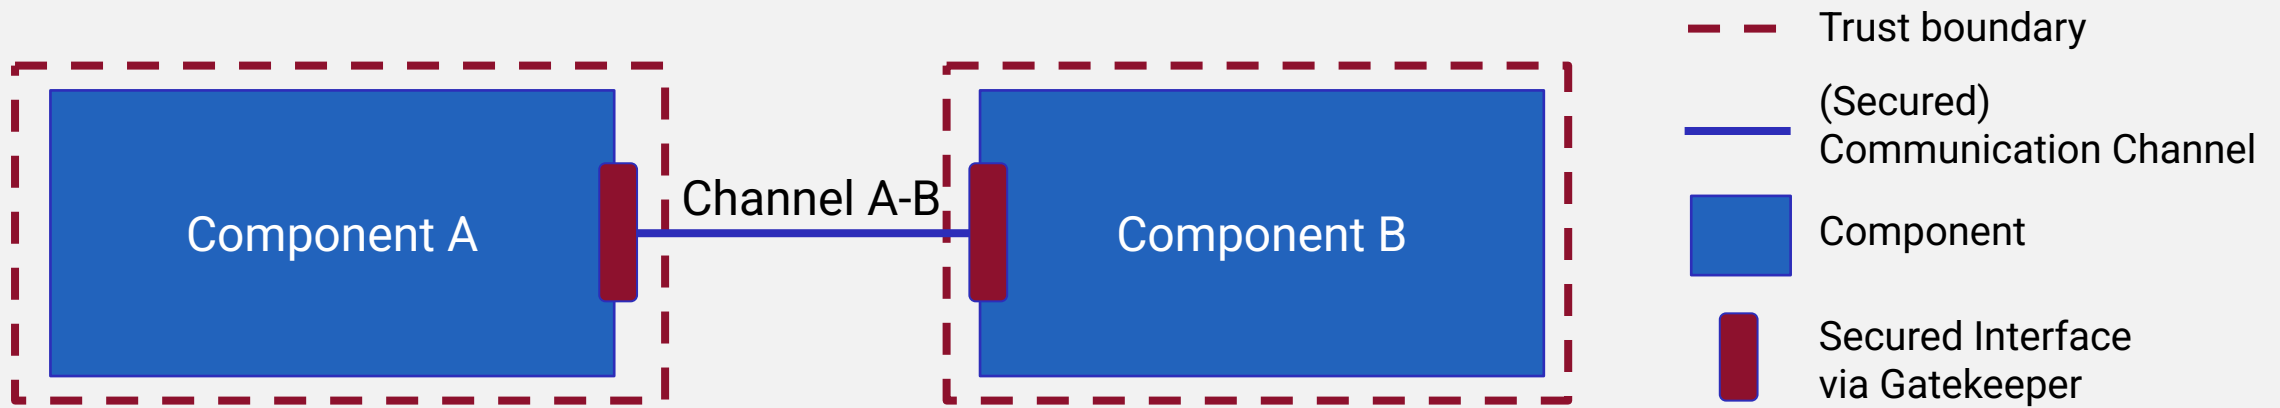 Component A
Channel A-B
Component B
Trust boundary
(Secured)
Communication Channel
Component
Secured Interface
via Gatekeeper